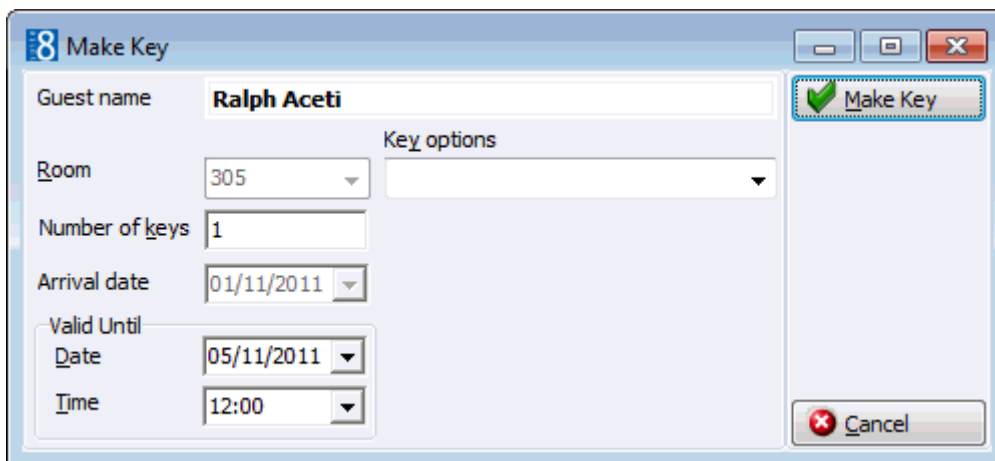 8 Make Key
Guest name Ralph Aceti
Make Key
Key options
Room 305
Number of keys 1
Arrival date 01/11/2011
Valid Until
Date 05/11/2011
Time 12:00
Cancel